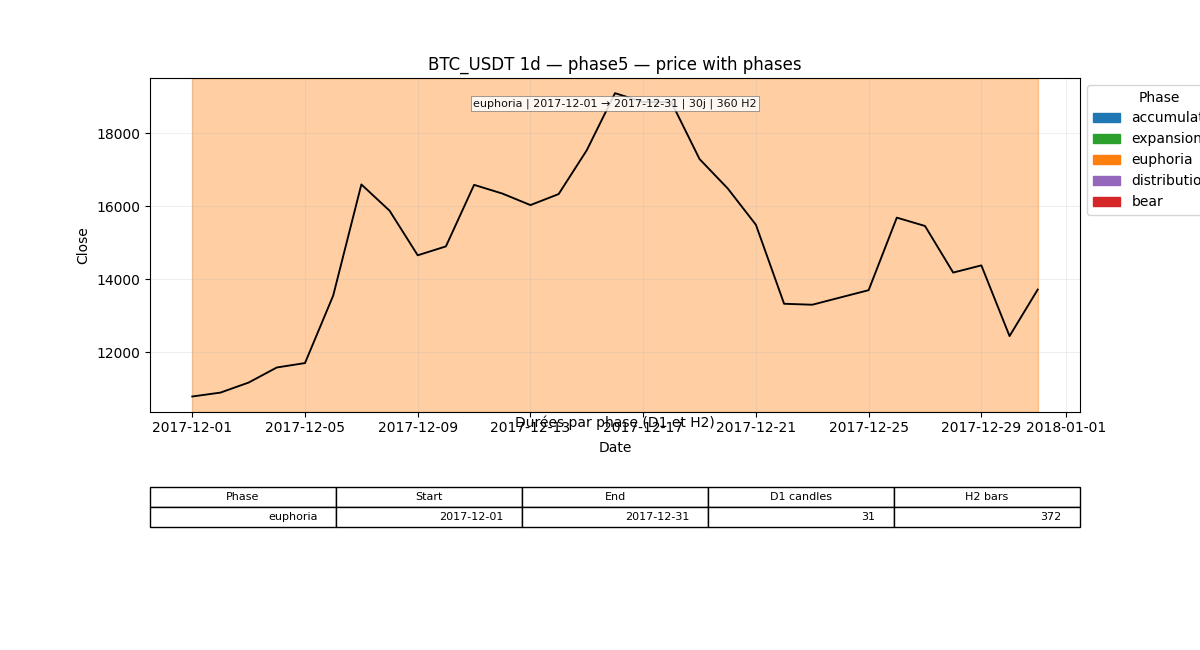 BTC_USDT 1d — phase5 — price with phases
euphoria | 2017-12-01 → 2017-12-31 | 30j | 360 H2
Phase
accumulat
expansion
euphoria
distributio
bear
Close
18000
16000
14000
12000
Durées par phase (D1 et H2)
2017-12-01 2017-12-05 2017-12-09 2017-12-13 2017-12-17 2017-12-21 2017-12-25 2017-12-29 2018-01-01
Date
Phase Start End D1 candles H2 bars
euphoria 2017-12-01 2017-12-31 31 372